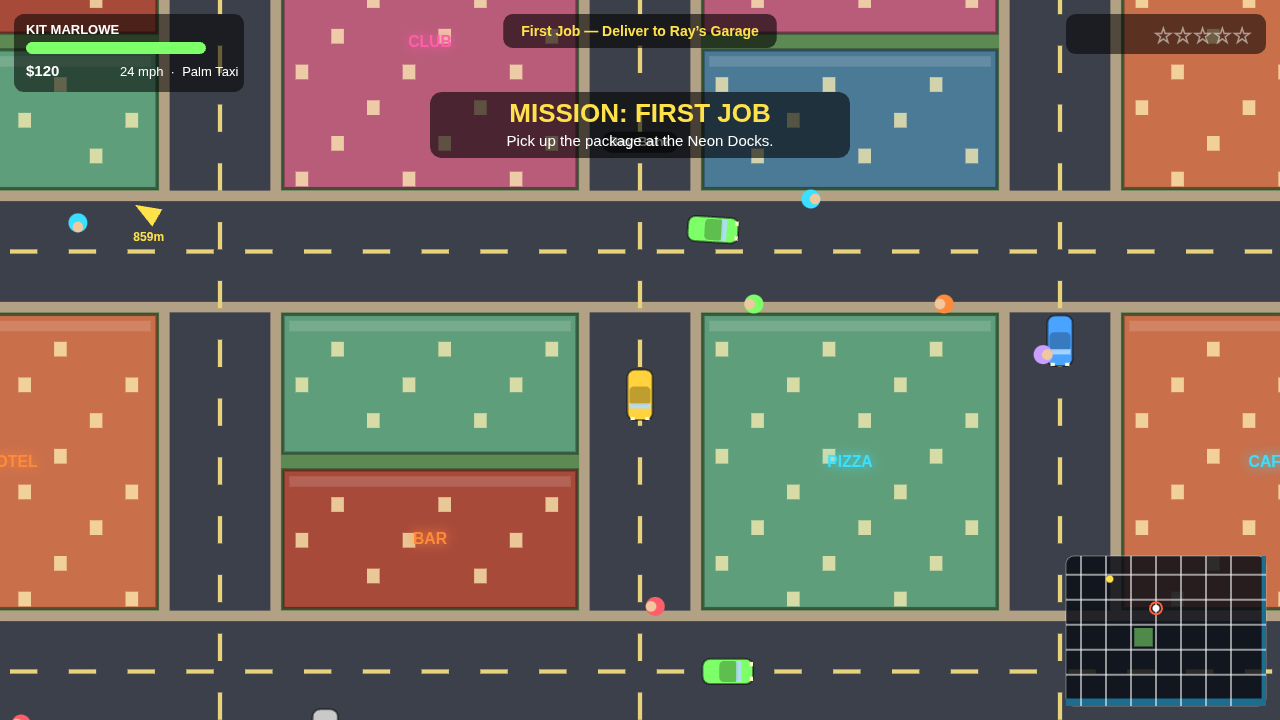 KIT MARLOWE
$120
24 mph · Palm Taxi
First Job — Deliver to Ray's Garage
☆☆☆☆☆
CLUB
MISSION: FIRST JOB
Pick up the package at the Neon Docks.
859m
OTEL
PIZZA
CAF
BAR